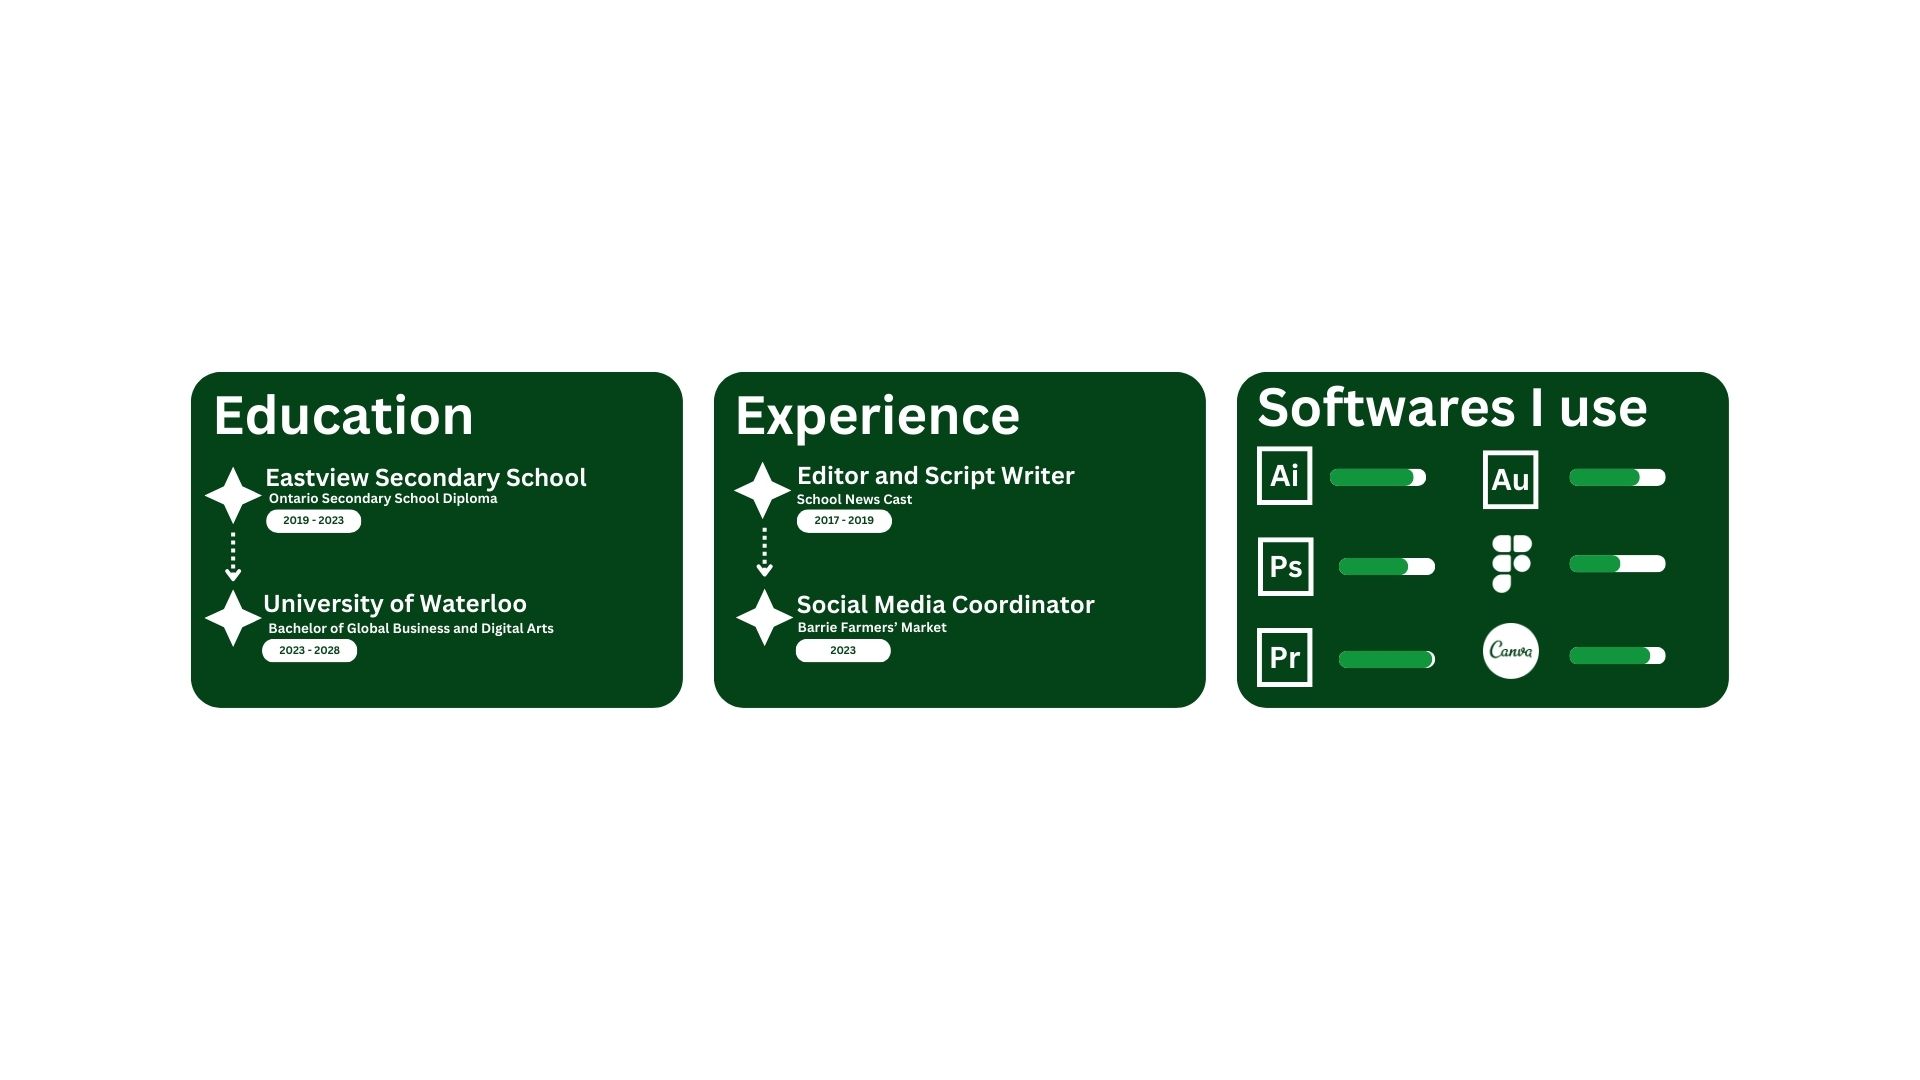 Education
Eastview Secondary School
Ontario Secondary School Diploma
2019 - 2023
University of Waterloo
Bachelor of Global Business and Digital Arts
2023 - 2028
Experience
Editor and Script Writer
School News Cast
2017 - 2019
Social Media Coordinator
Barrie Farmers’ Market
2023
Softwares I use
Ai
Au
Ps
Pr
Canva